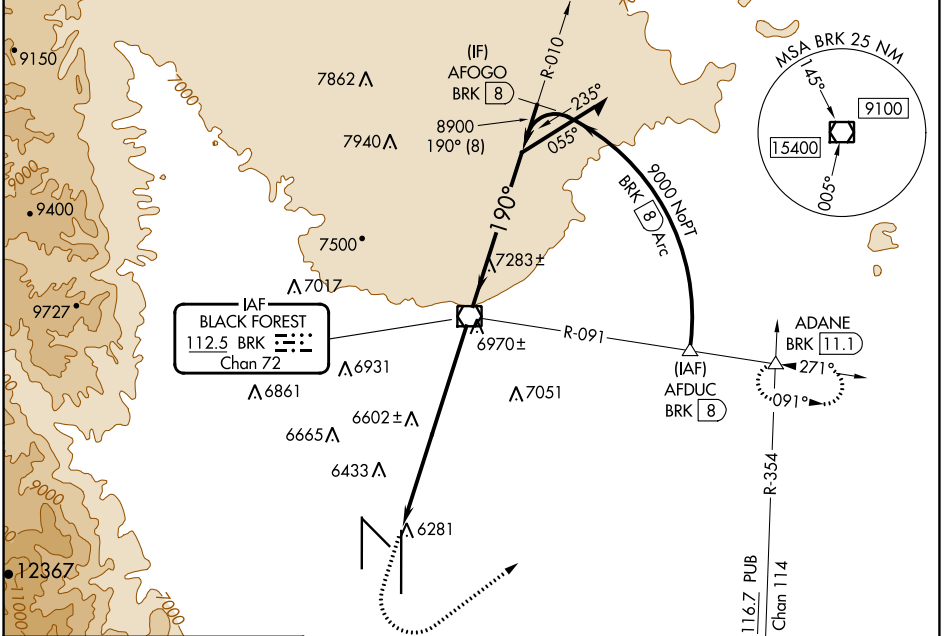 9150
7000
9000
9400
9727
7862
7940
7500
7017
(IF)
AFOGO
BRK 8
R-010
8900
190° (8)
235°
055°
190°
9000 NoPT
BRK 8 Arc
7283±
MSA BRK 25 NM
145°
9100
15400
005°
IAF
BLACK FOREST
112.5 BRK
Chan 72
6970±
R-091
(IAF)
AFDUC
BRK 8
ADANE
BRK 11.1
271°
091°
6931
6861
7051
6602±
6665
6433
6281
R-354
116.7 PUB
Chan 114
9000
12367
11000
7000